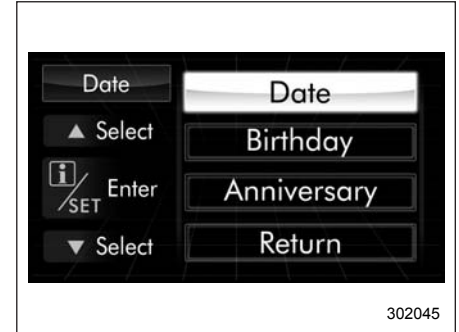 Date
▲ Select
i/SET Enter
▼ Select
Date
Birthday
Anniversary
Return
302045